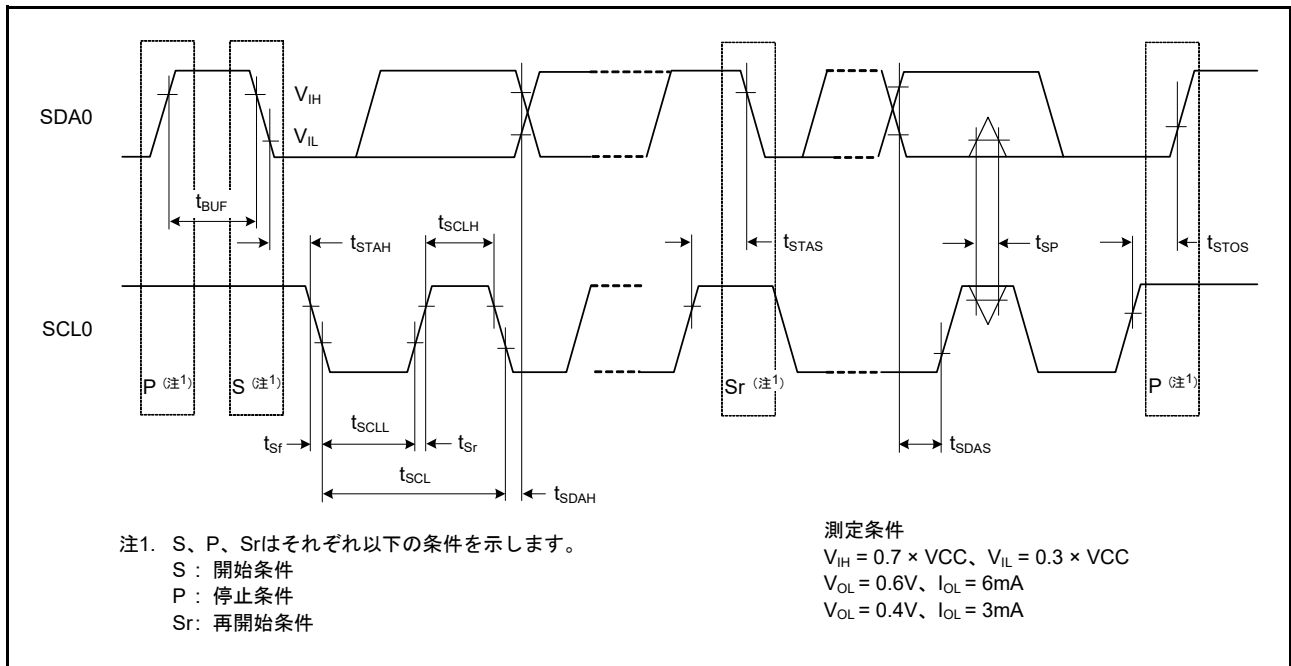 SDA0
V_IH
V_IL
t_BUF
t_STAH
t_SCLH
t_STAS
t_SP
t_STOS
SCL0
P（注1）
S（注1）
Sr（注1）
P（注1）
t_Sf
t_SCLL
t_Sr
t_SDAS
t_SCL
t_SDAH
注1. S、P、Srはそれぞれ以下の条件を示します。
S : 開始条件
P : 停止条件
Sr: 再開始条件
測定条件
V_IH = 0.7 × VCC、V_IL = 0.3 × VCC
V_OL = 0.6V、I_OL = 6mA
V_OL = 0.4V、I_OL = 3mA